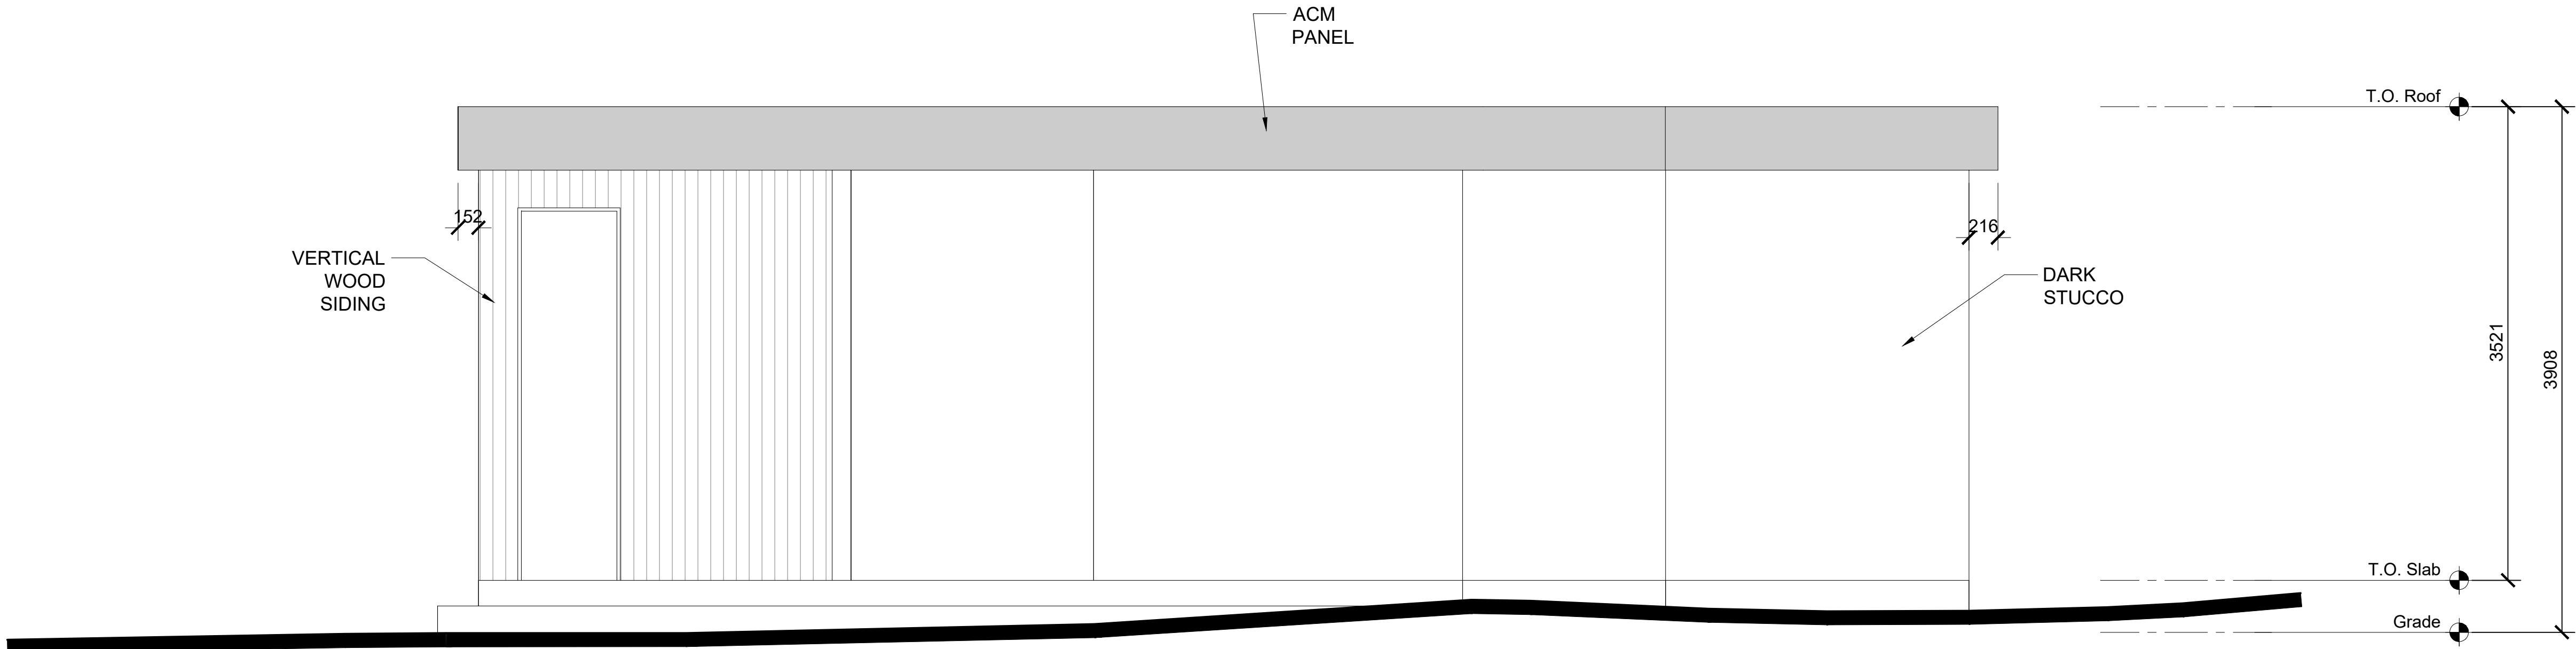 ACM
PANEL
T.O. Roof
152
216
VERTICAL
WOOD
SIDING
DARK
STUCCO
3521
3908
T.O. Slab
Grade